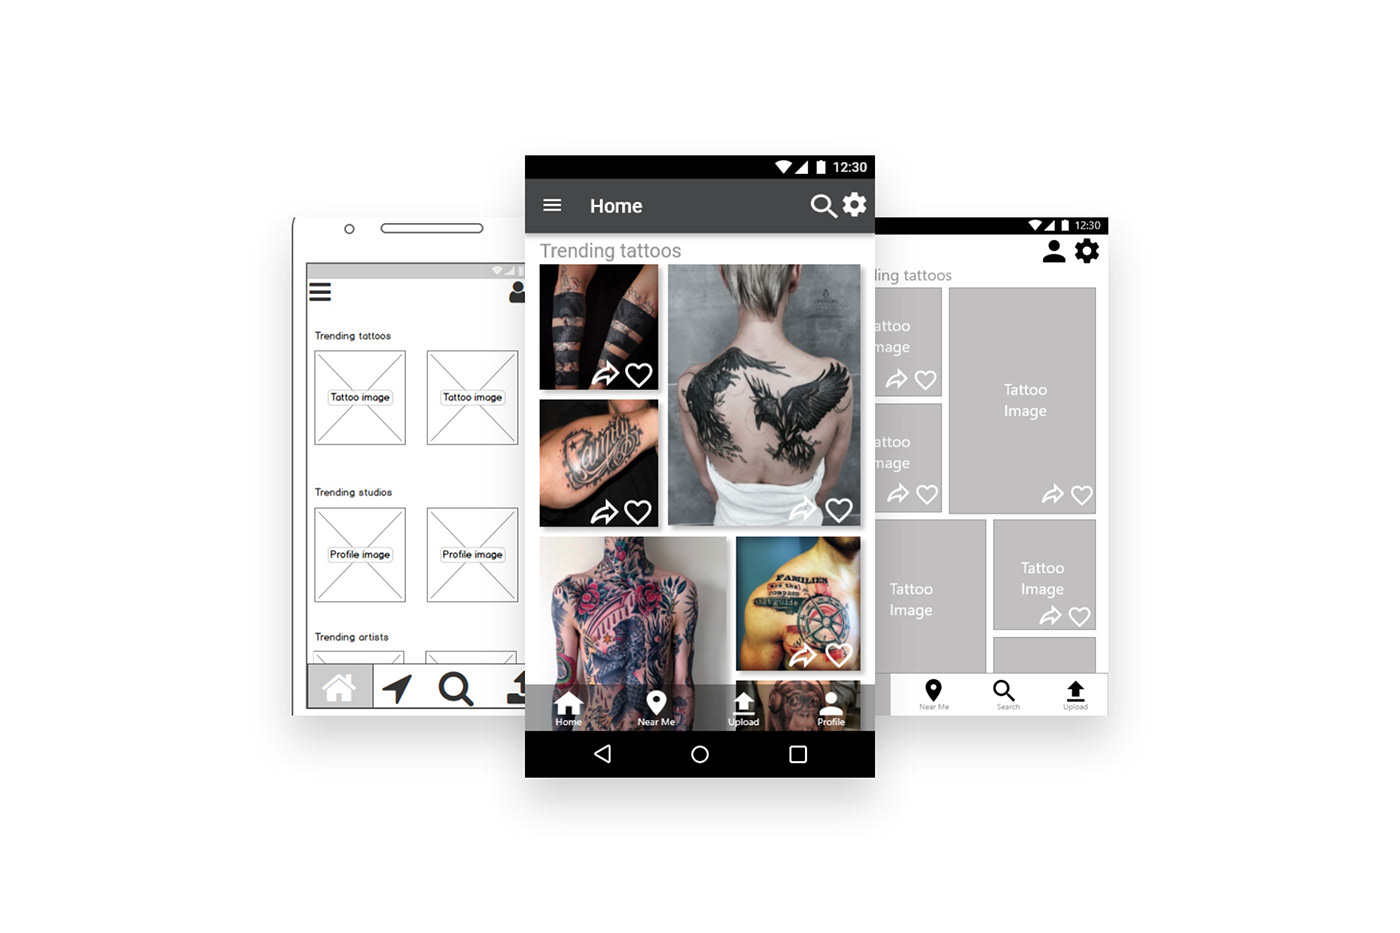 Trending tattoos
Tattoo image
Tattoo image
Trending studios
Profile image
Profile image
Trending artists
12:30
Home
Trending tattoos
Family
FAMILIES
Home
Near Me
Upload
Profile
12:30
ling tattoos
attoo
mage
Tattoo
Image
attoo
mage
Tattoo
Image
Tattoo
Image
Near Me
Search
Upload